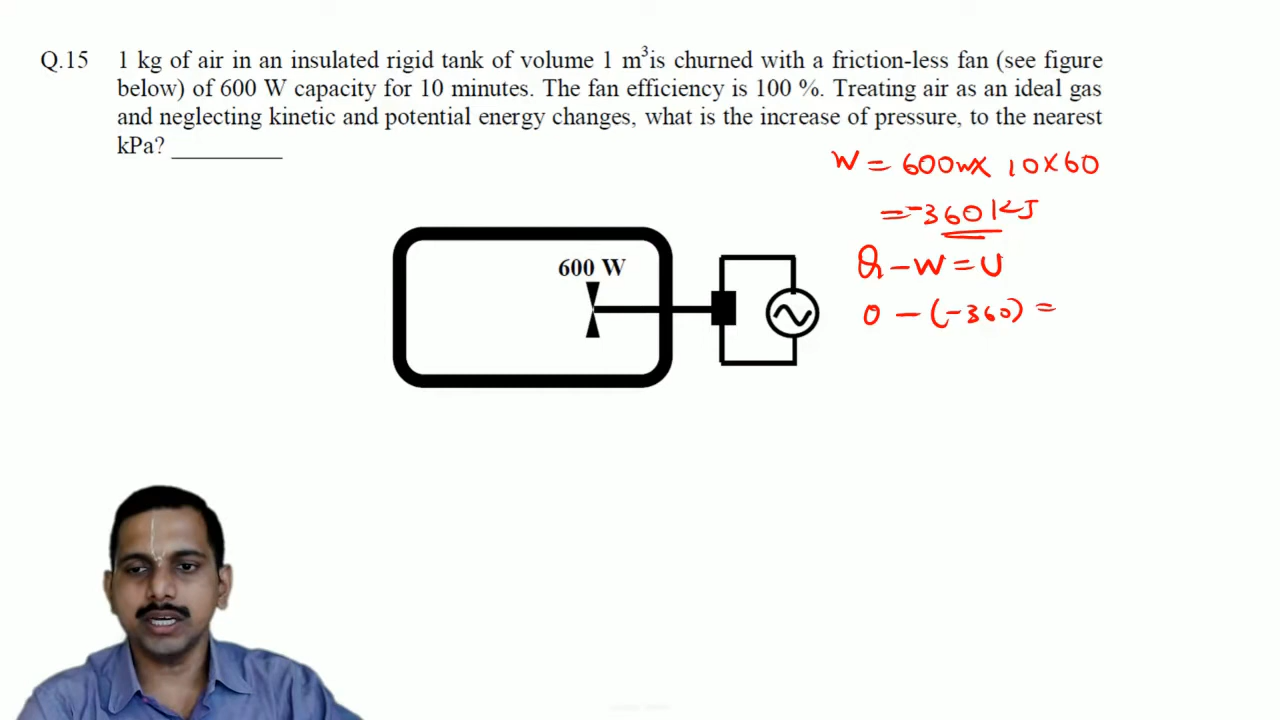 Q.15 1 kg of air in an insulated rigid tank of volume 1 m³is churned with a friction-less fan (see figure
below) of 600 W capacity for 10 minutes. The fan efficiency is 100 %. Treating air as an ideal gas
and neglecting kinetic and potential energy changes, what is the increase of pressure, to the nearest
kPa? __________
W = 600W× 10×60
= -360 kJ
Q - W = U
0 - (-360) =
600 W